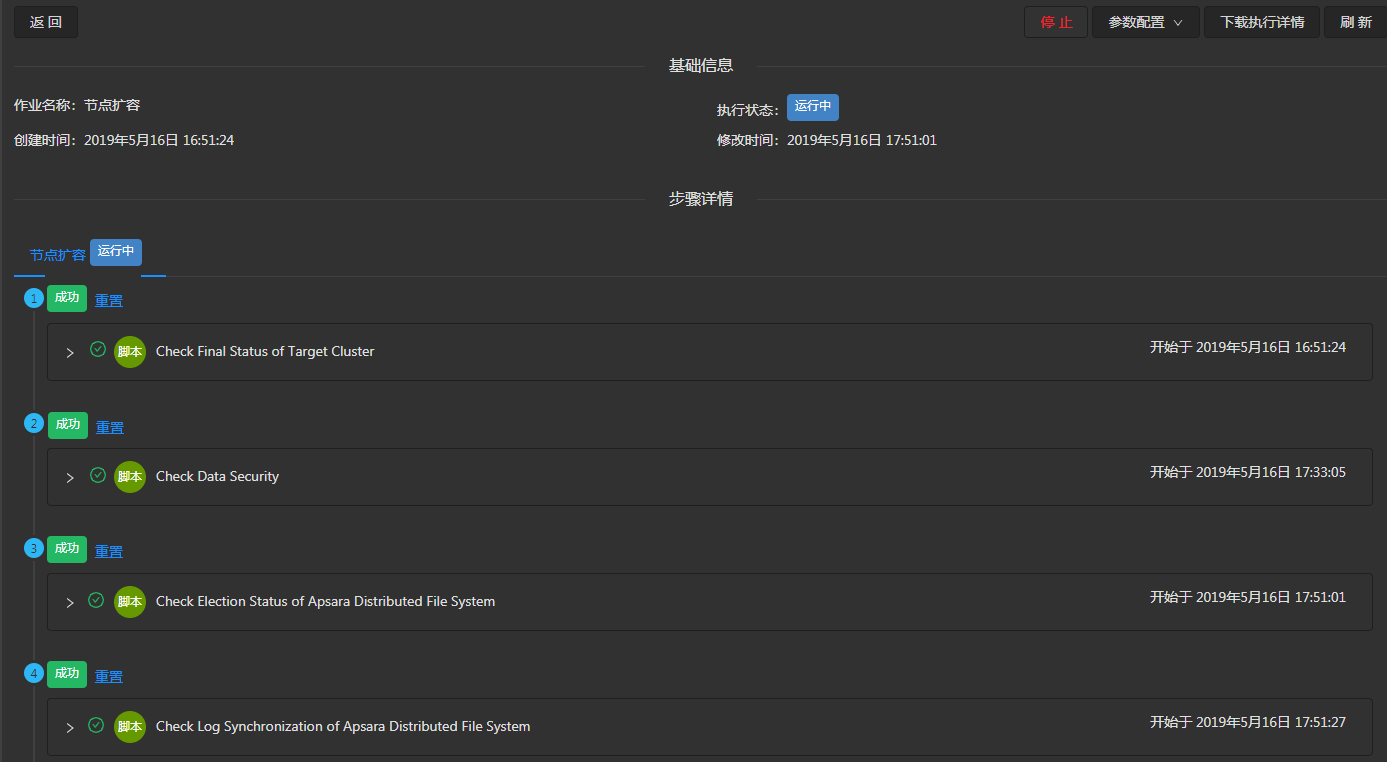 返 回
停 止
参数配置
下载执行详情
刷 新
基础信息
作业名称：节点扩容
执行状态：运行中
创建时间：2019年5月16日 16:51:24
修改时间：2019年5月16日 17:51:01
步骤详情
节点扩容 运行中
1 成功 重置
脚本 Check Final Status of Target Cluster 开始于 2019年5月16日 16:51:24
2 成功 重置
脚本 Check Data Security 开始于 2019年5月16日 17:33:05
3 成功 重置
脚本 Check Election Status of Apsara Distributed File System 开始于 2019年5月16日 17:51:01
4 成功 重置
脚本 Check Log Synchronization of Apsara Distributed File System 开始于 2019年5月16日 17:51:27